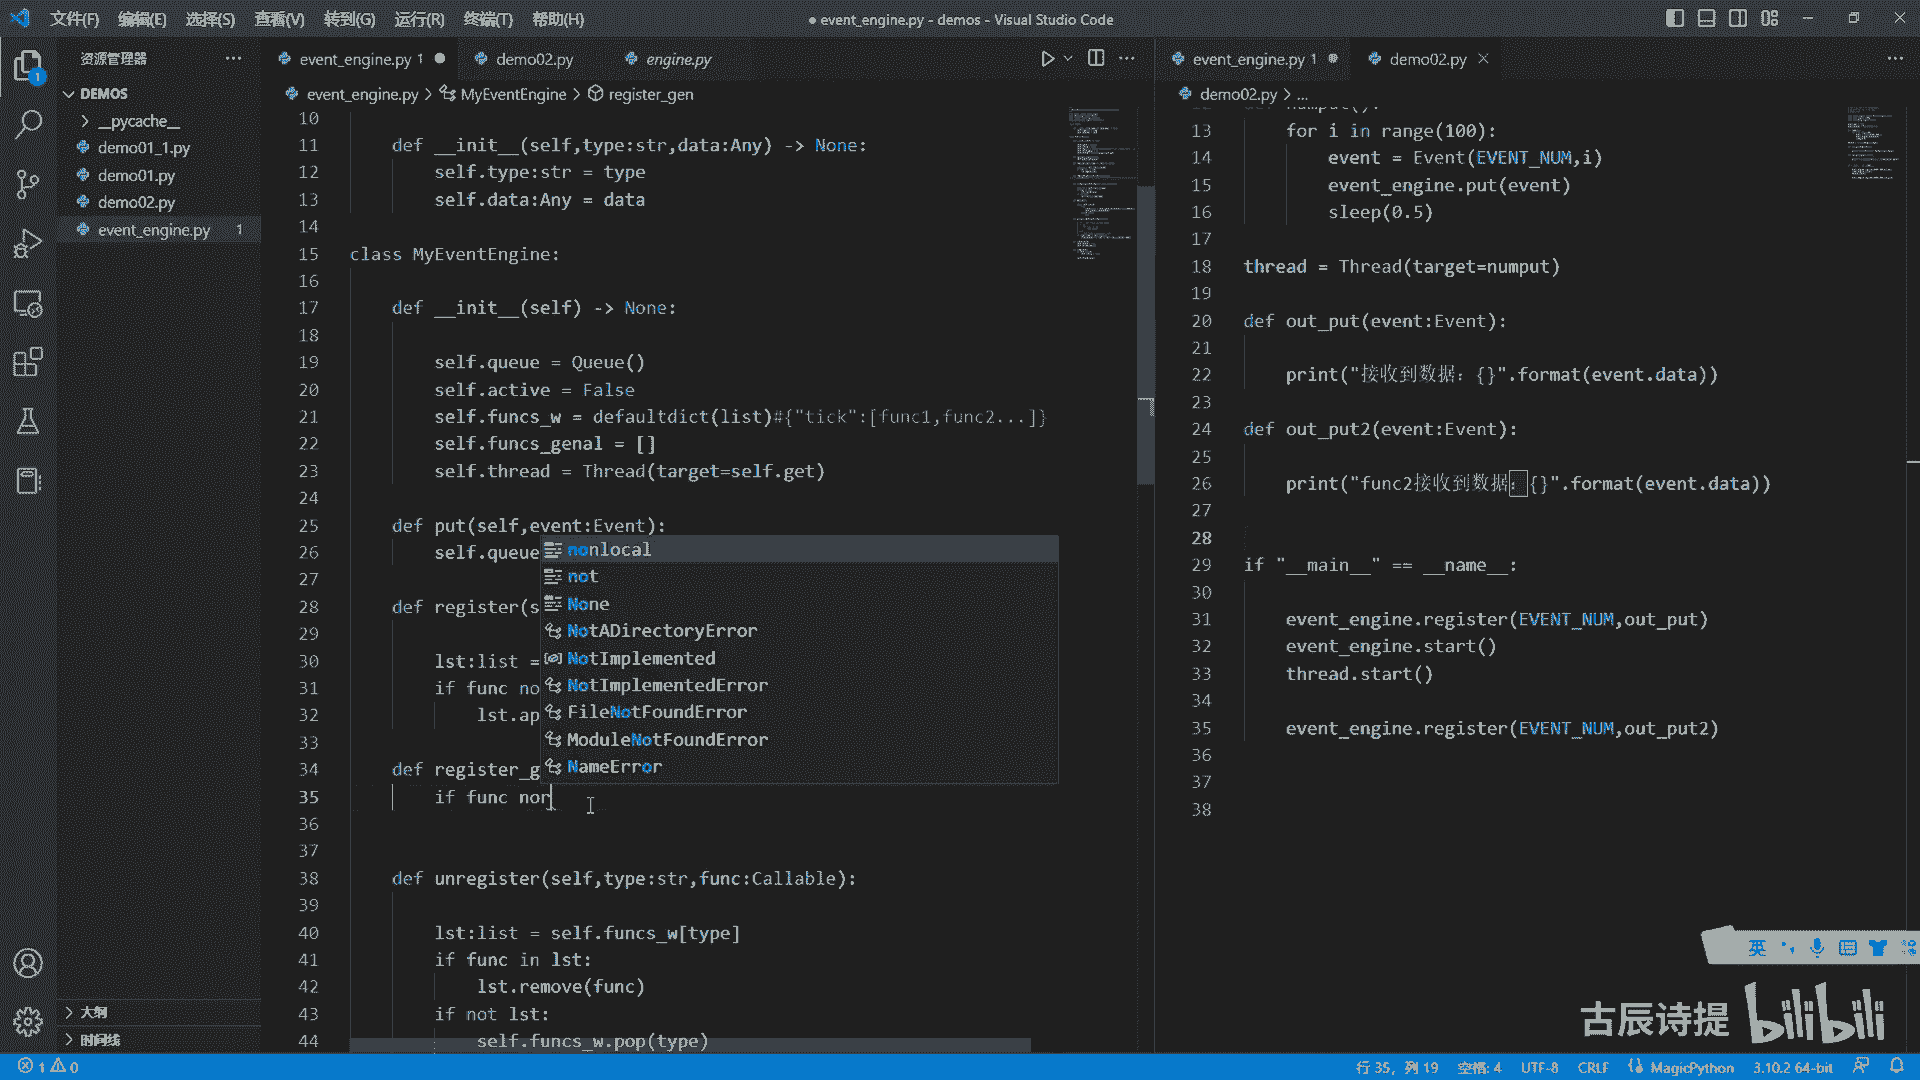 文件(F) 编辑(E) 选择(S) 查看(V) 转到(G) 运行(R) 终端(T) 帮助(H)
● event_engine.py - demos - Visual Studio Code
资源管理器
DEMOS
__pycache__
demo01_1.py
demo01.py
demo02.py
event_engine.py 1
大纲
时间线
event_engine.py 1
demo02.py
engine.py
event_engine.py > MyEventEngine > register_gen
10
11 def __init__(self,type:str,data:Any) -> None:
12 self.type:str = type
13 self.data:Any = data
14
15 class MyEventEngine:
16
17 def __init__(self) -> None:
18
19 self.queue = Queue()
20 self.active = False
21 self.funcs_w = defaultdict(list)#{"tick":[func1,func2...]}
22 self.funcs_genal = []
23 self.thread = Thread(target=self.get)
24
25 def put(self,event:Event):
26 self.queue
27
28 def register(s
29
30 lst:list =
31 if func no
32 lst.ap
33
34 def register_g
35 if func nor
36
37
38 def unregister(self,type:str,func:Callable):
39
40 lst:list = self.funcs_w[type]
41 if func in lst:
42 lst.remove(func)
43 if not lst:
44 self.funcs_w.pop(type)
nonlocal
not
None
NotADirectoryError
NotImplemented
NotImplementedError
FileNotFoundError
ModuleNotFoundError
NameError
event_engine.py 1
demo02.py
demo02.py > ...
13 for i in range(100):
14 event = Event(EVENT_NUM,i)
15 event_engine.put(event)
16 sleep(0.5)
17
18 thread = Thread(target=numput)
19
20 def out_put(event:Event):
21
22 print("接收到数据：{}".format(event.data))
23
24 def out_put2(event:Event):
25
26 print("func2接收到数据：{}".format(event.data))
27
28
29 if "__main__" == __name__:
30
31 event_engine.register(EVENT_NUM,out_put)
32 event_engine.start()
33 thread.start()
34
35 event_engine.register(EVENT_NUM,out_put2)
36
37
38
英
古辰诗提 bilibili
1 0
行 35，列 19 空格: 4 UTF-8 CRLF MagicPython 3.10.2 64-bit